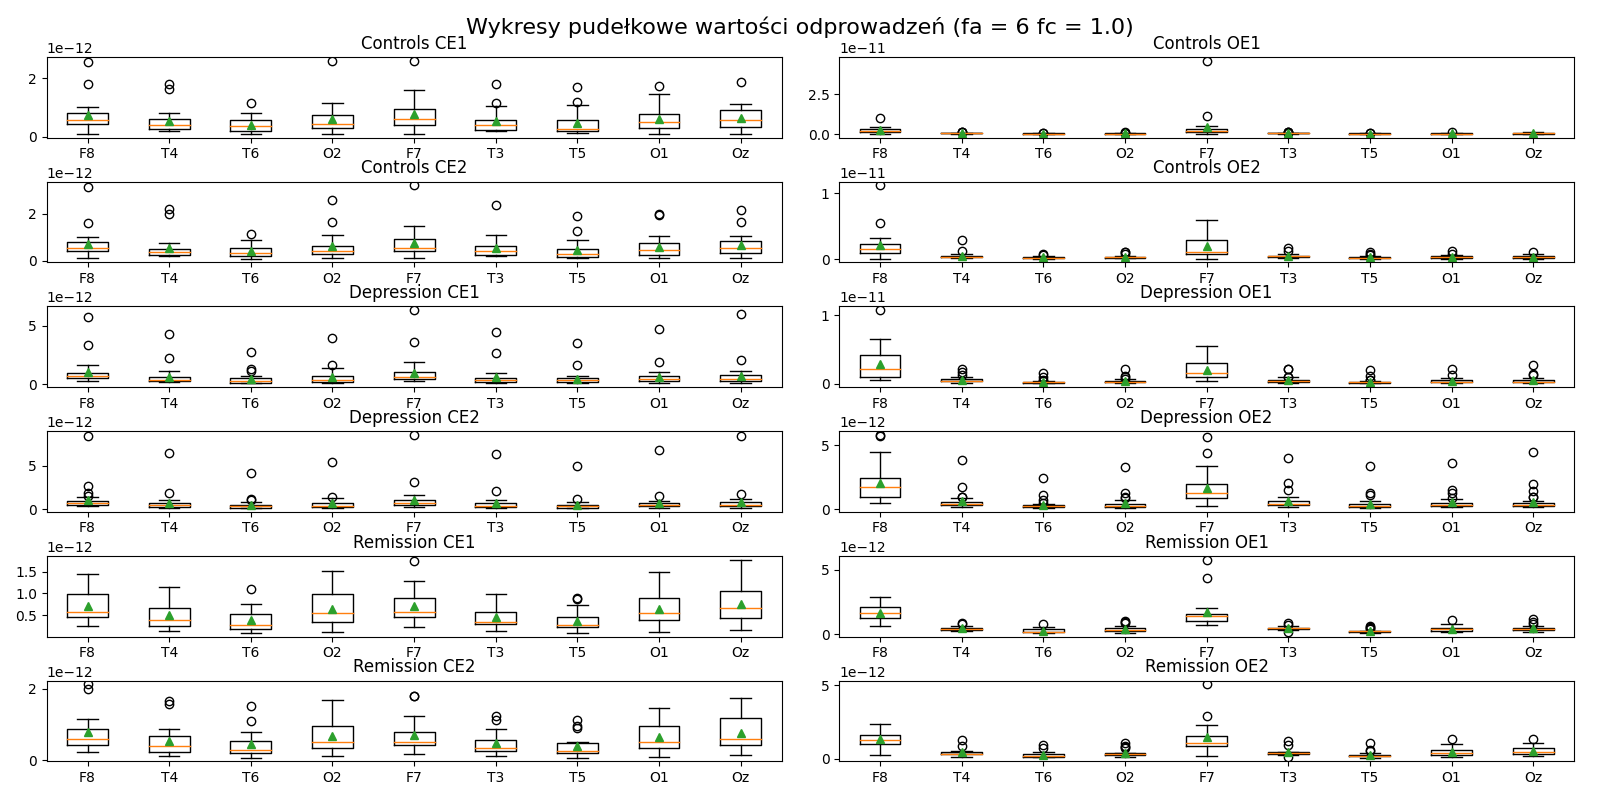 Wykresy pudełkowe wartości odprowadzeń (fa = 6 fc = 1.0)
Controls CE1
1e−12
2
0
F8 T4 T6 O2 F7 T3 T5 O1 Oz
Controls OE1
1e−11
2.5
0.0
F8 T4 T6 O2 F7 T3 T5 O1 Oz
Controls CE2
1e−12
2
0
F8 T4 T6 O2 F7 T3 T5 O1 Oz
Controls OE2
1e−11
1
0
F8 T4 T6 O2 F7 T3 T5 O1 Oz
Depression CE1
1e−12
5
0
F8 T4 T6 O2 F7 T3 T5 O1 Oz
Depression OE1
1e−11
1
0
F8 T4 T6 O2 F7 T3 T5 O1 Oz
Depression CE2
1e−12
5
0
F8 T4 T6 O2 F7 T3 T5 O1 Oz
Depression OE2
1e−12
5
0
F8 T4 T6 O2 F7 T3 T5 O1 Oz
Remission CE1
1e−12
1.5
1.0
0.5
F8 T4 T6 O2 F7 T3 T5 O1 Oz
Remission OE1
1e−12
5
0
F8 T4 T6 O2 F7 T3 T5 O1 Oz
Remission CE2
1e−12
2
0
F8 T4 T6 O2 F7 T3 T5 O1 Oz
Remission OE2
1e−12
5
0
F8 T4 T6 O2 F7 T3 T5 O1 Oz